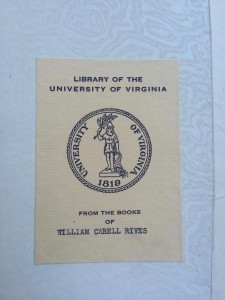 LIBRARY OF THE
UNIVERSITY OF VIRGINIA
UNIVERSITY OF VIRGINIA
1819
FROM THE BOOKS
OF
WILLIAM CABELL RIVES